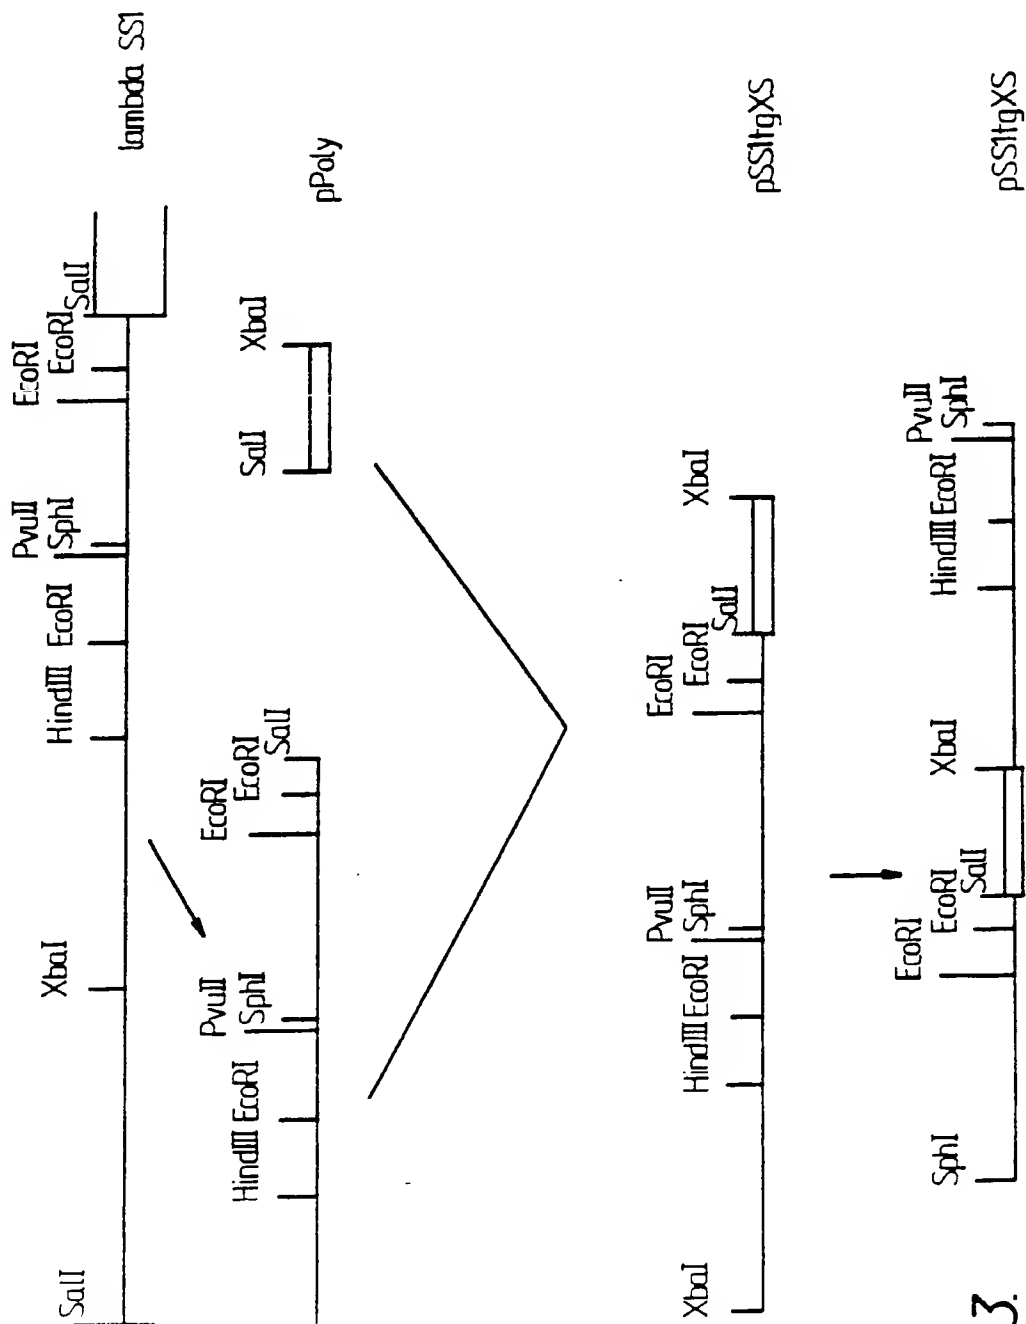 SalI XbaI HindIII EcoRI PvuII SphI EcoRI EcoRI SalI lambda SS1
HindIII EcoRI PvuII SphI EcoRI EcoRI SalI SalI XbaI pPoly
XbaI HindIII EcoRI PvuII SphI EcoRI EcoRI SalI XbaI pSS1tgXS
SphI EcoRI EcoRI SalI XbaI HindIII EcoRI PvuII SphI pSS1tgXS
3.